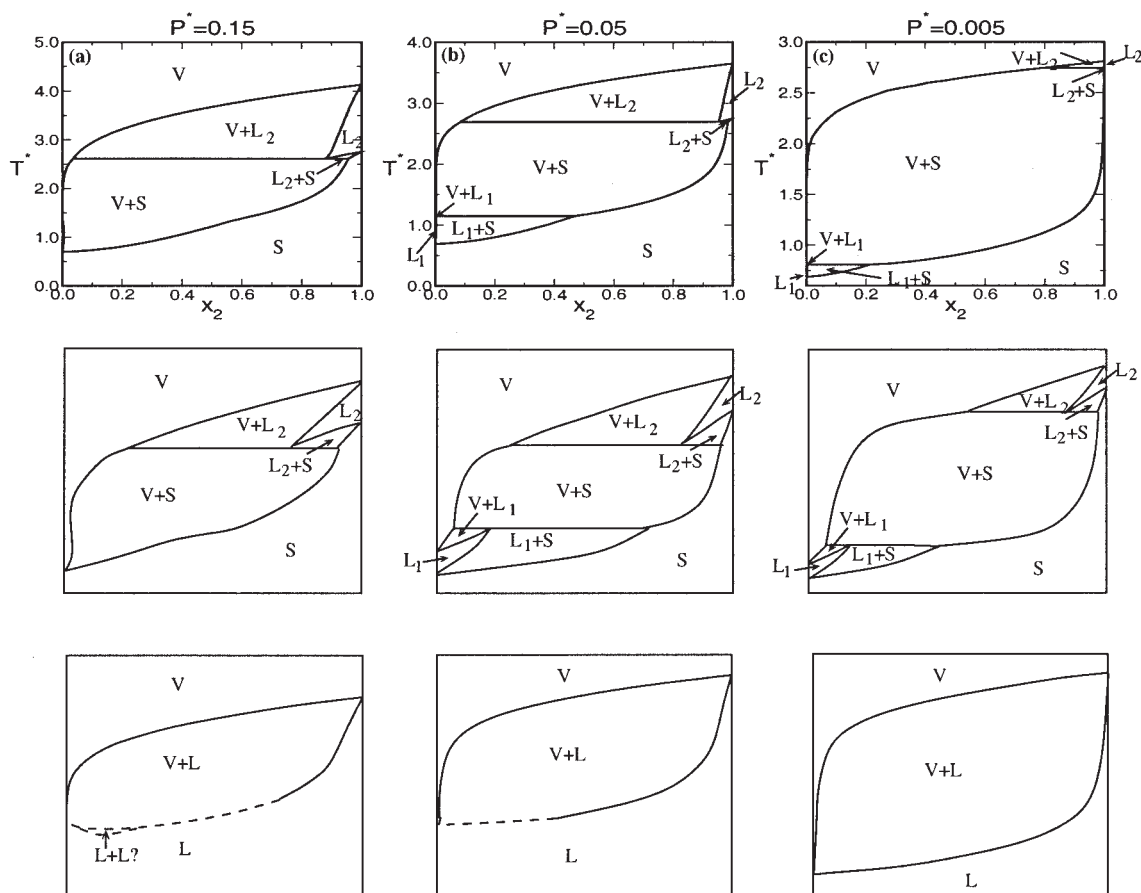 P*=0.15
P*=0.05
P*=0.005
5.0
4.0
3.0
2.0
1.0
0.0
T*
(a)
V
V+L2
L2
L2+S
V+S
S
0.0 0.2 0.4 0.6 0.8 1.0
x2
4.0
3.0
2.0
1.0
0.0
T*
(b)
V
V+L2
L2
L2+S
V+S
V+L1
L1+S
L1
S
0.0 0.2 0.4 0.6 0.8 1.0
x2
3.0
2.5
2.0
1.5
1.0
T*
(c)
V
V+L2
L2
L2+S
V+S
V+L1
L1
L1+S
S
0.0 0.2 0.4 0.6 0.8 1.0
x2
V
V+L2
L2
L2+S
V+S
S
V
L2
V+L2
L2+S
V+S
V+L1
L1+S
L1
S
V
L2
V+L2
L2+S
V+S
V+L1
L1+S
L1
S
V
V+L
L+L?
L
V
V+L
L
V
V+L
L